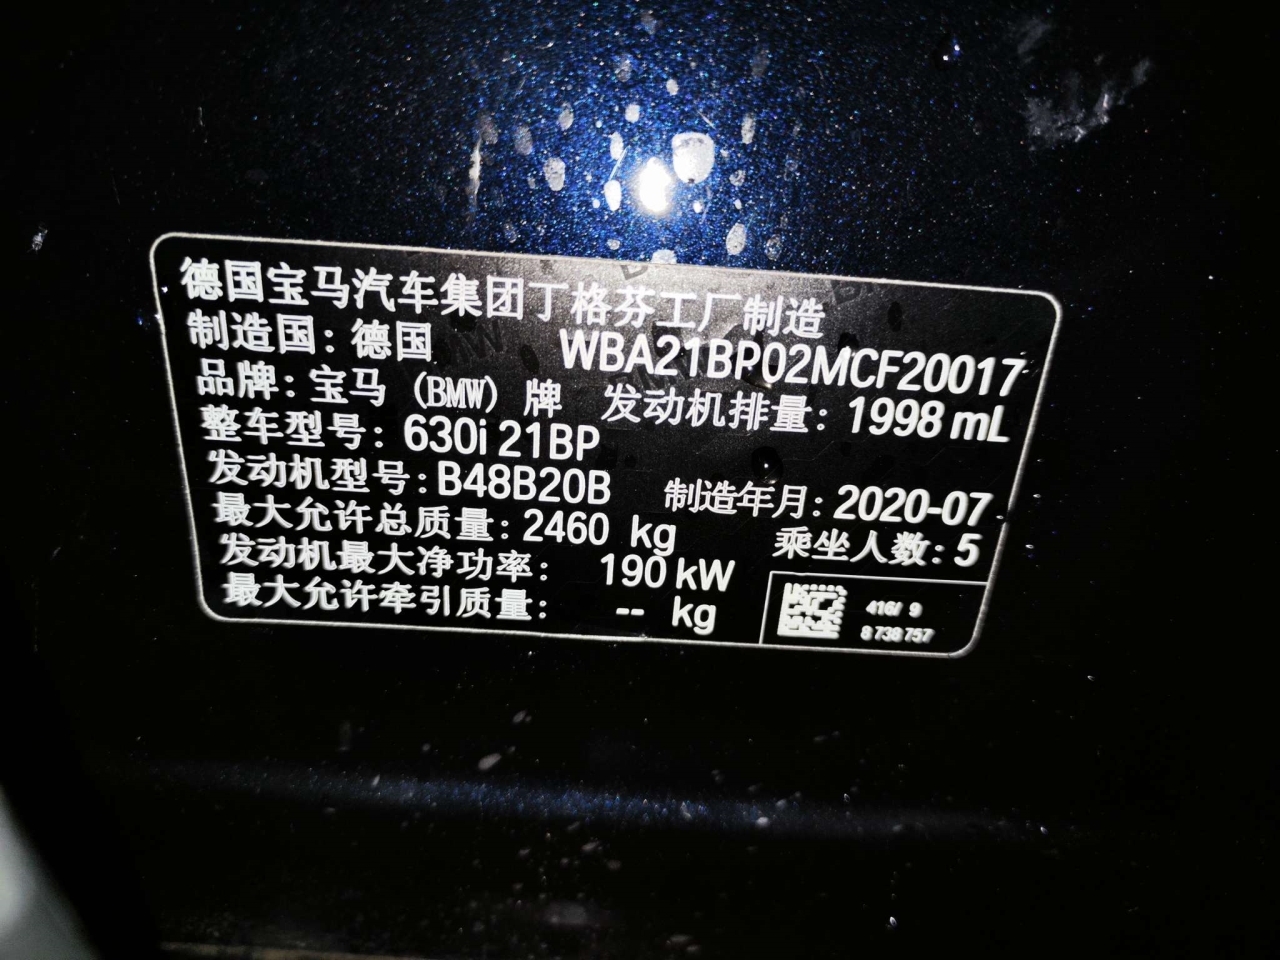 德国宝马汽车集团丁格芬工厂制造
制造国：德国 WBA21BP02MCF20017
品牌：宝马 (BMW) 牌 发动机排量：1998 mL
整车型号：630i 21BP
发动机型号：B48B20B 制造年月：2020-07
最大允许总质量：2460 kg 乘坐人数：5
发动机最大净功率： 190 kW
最大允许牵引质量： -- kg
416/ 9
8 738 757